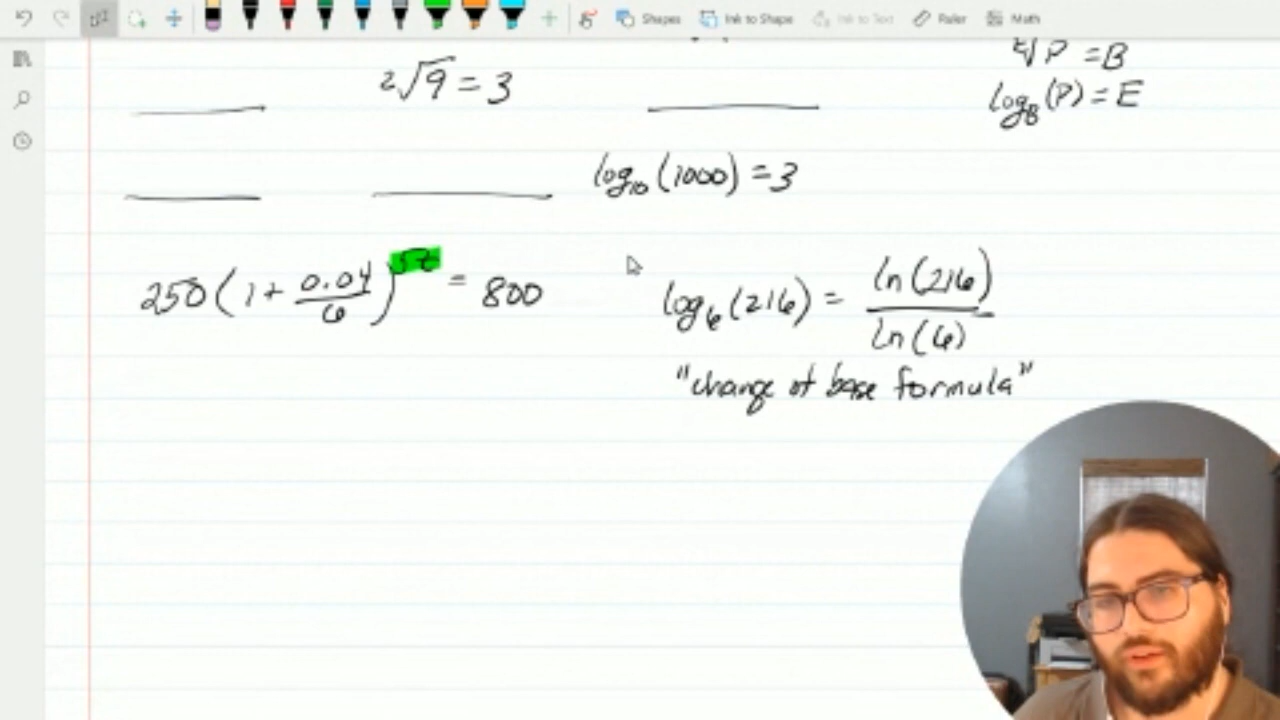 Shapes
Ink to Shape
Ink to Text
Ruler
Math
2√9 = 3
= B
log_B(P) = E
log₁₀(1000) = 3
250(1 + 0.04/6) = 800
log₆(216) = ln(216)/ln(6)
"change of base formula"